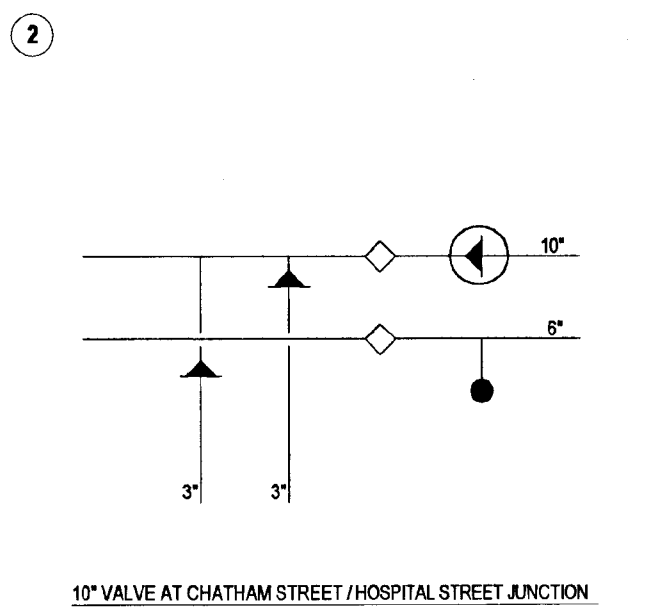 2
10"
6"
3" 3"
10" VALVE AT CHATHAM STREET / HOSPITAL STREET JUNCTION